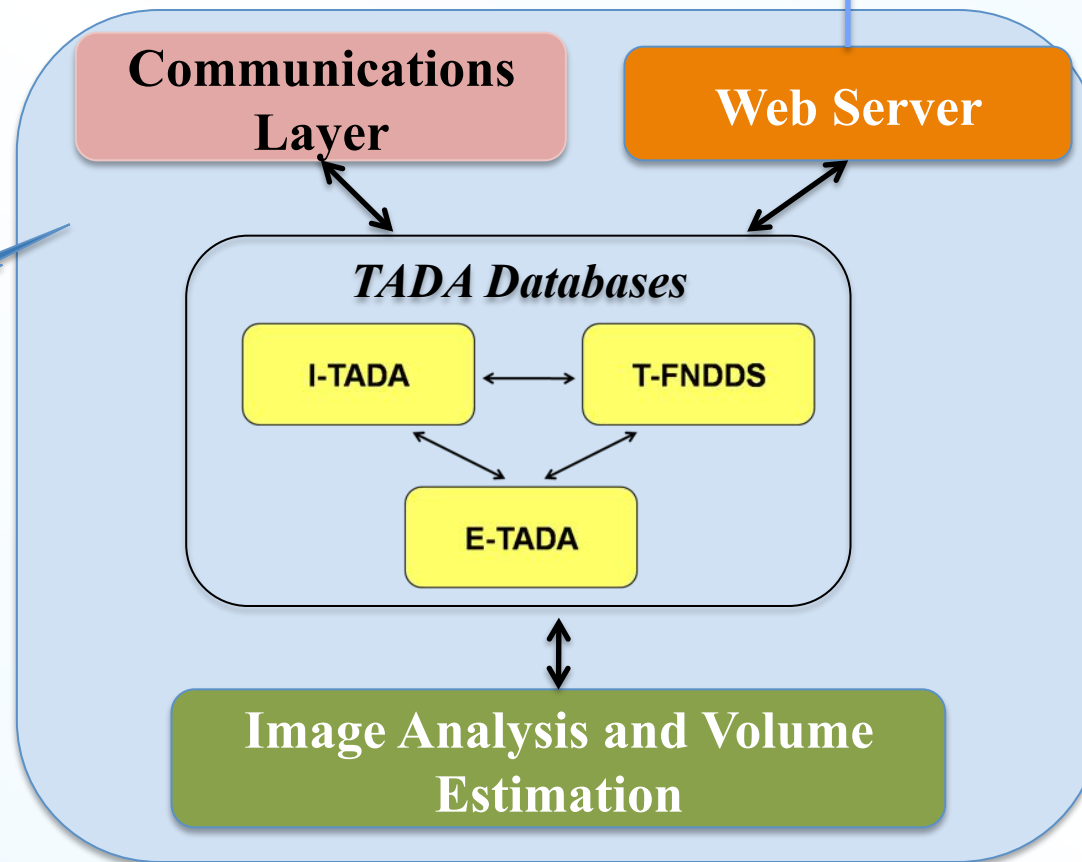 Communications
Layer
Web Server
TADA Databases
I-TADA
T-FNDDS
E-TADA
Image Analysis and Volume
Estimation